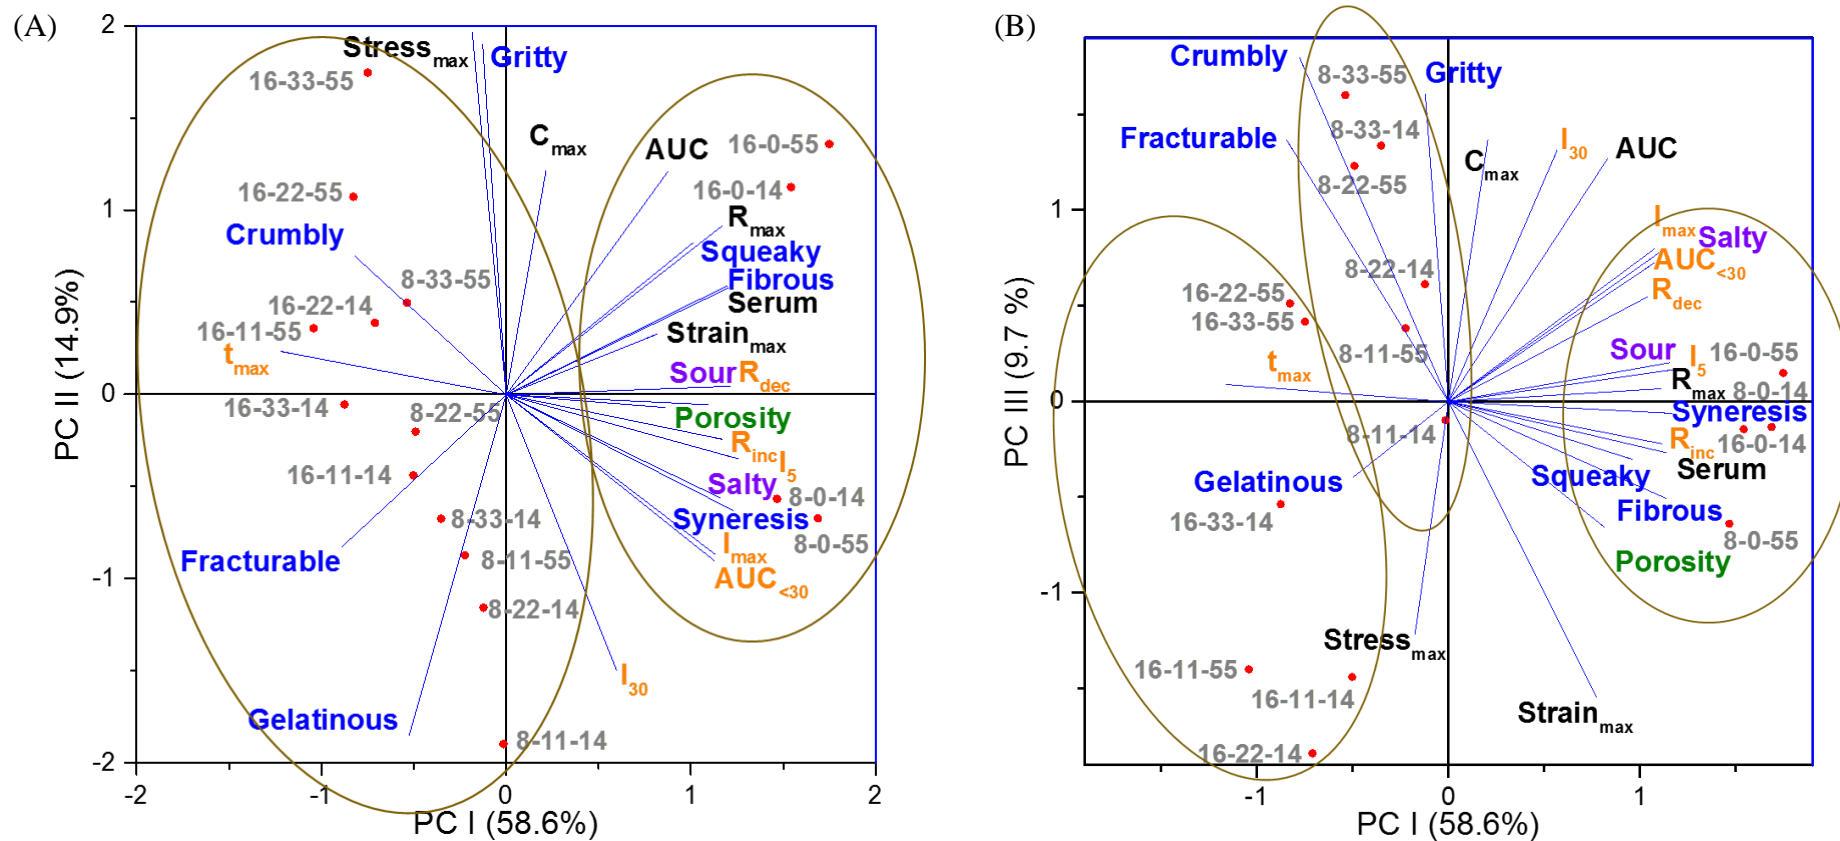 (A)
2
1
0
-1
-2
-2
-1
0
1
2
PC II (14.9%)
PC I (58.6%)
Stressmax
Gritty
16-33-55
Cmax
AUC
16-0-55
16-22-55
16-0-14
Rmax
Crumbly
Squeaky
8-33-55
Fibrous
16-22-14
Serum
16-11-55
Strainmax
tmax
Sour
Rdec
16-33-14
8-22-55
Porosity
Rinc
I5
16-11-14
Salty
8-0-14
8-33-14
Syneresis
8-0-55
Fracturable
8-11-55
Imax
AUC<30
8-22-14
I30
Gelatinous
8-11-14
(B)
1
0
-1
-1
0
1
PC III (9.7 %)
PC I (58.6%)
Crumbly
8-33-55
Gritty
Fracturable
8-33-14
I30
AUC
Cmax
8-22-55
Imax
Salty
8-22-14
AUC<30
16-22-55
Rdec
16-33-55
8-11-55
tmax
Sour
I5
16-0-55
Rmax
8-0-14
Syneresis
8-11-14
Rinc
16-0-14
Serum
Gelatinous
Squeaky
16-33-14
Fibrous
8-0-55
Porosity
Stressmax
16-11-55
16-11-14
Strainmax
16-22-14